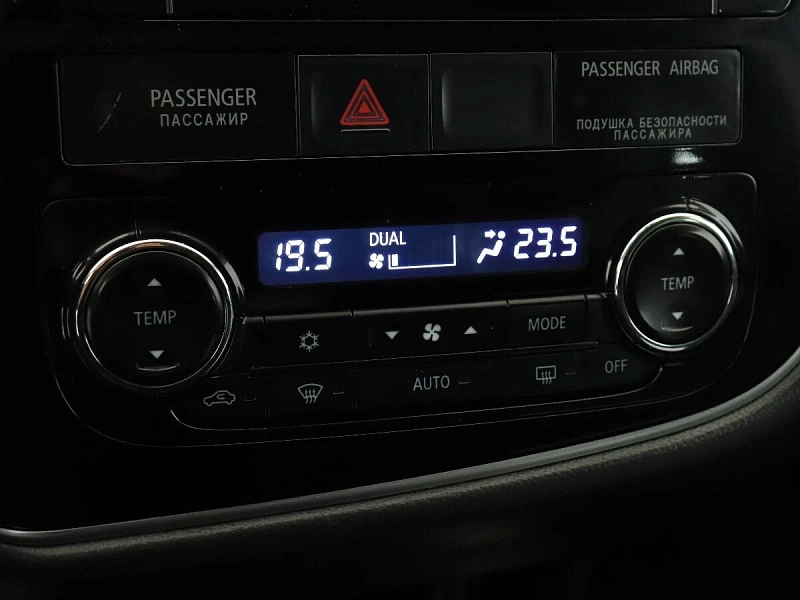 PASSENGER
ПАССАЖИР
PASSENGER AIRBAG
ПОДУШКА БЕЗОПАСНОСТИ
ПАССАЖИРА
19.5
DUAL
23.5
TEMP
TEMP
MODE
AUTO
OFF